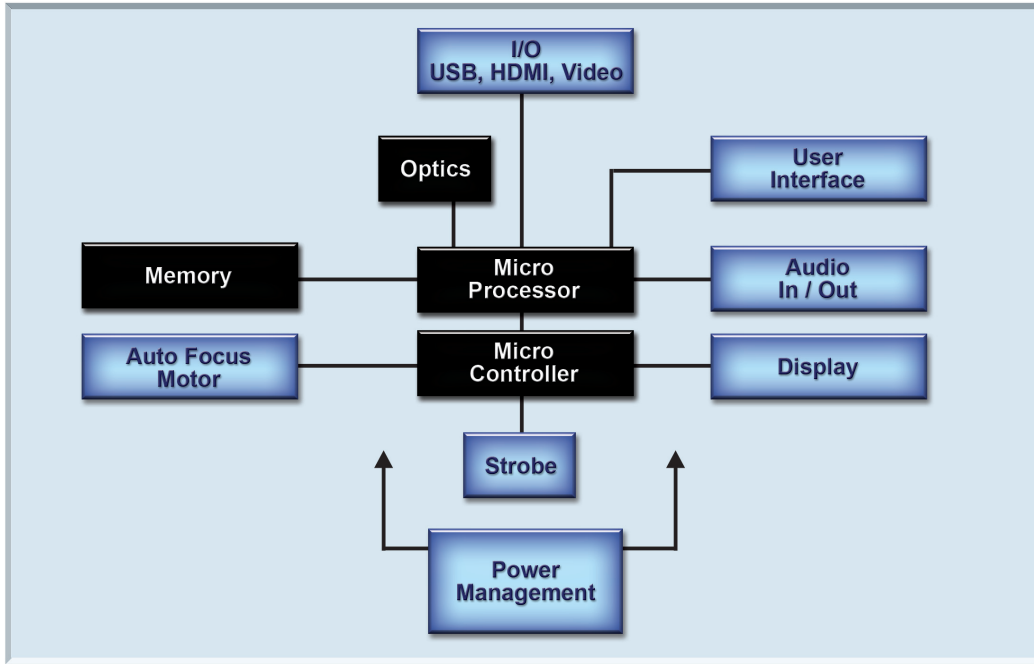 I/O
USB, HDMI, Video
Optics
User
Interface
Memory
Micro
Processor
Audio
In / Out
Auto Focus
Motor
Micro
Controller
Display
Strobe
Power
Management